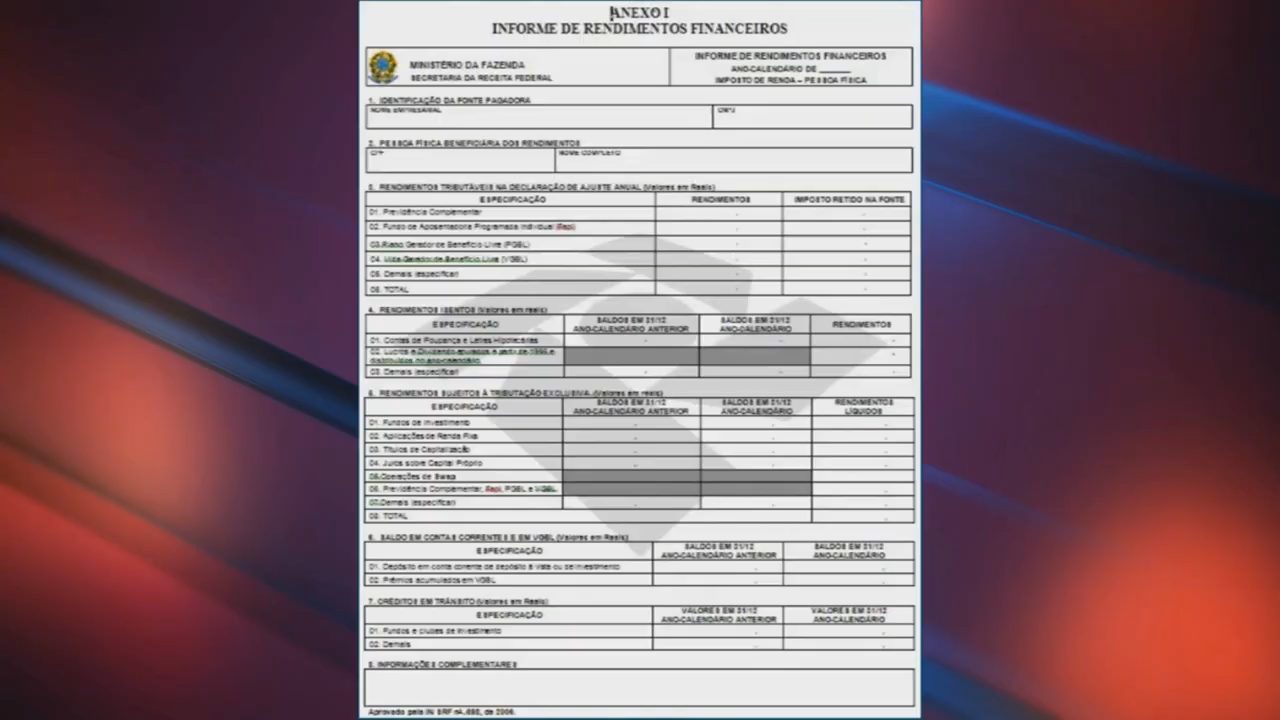 ANEXO I
INFORME DE RENDIMENTOS FINANCEIROS
MINISTÉRIO DA FAZENDA
SECRETARIA DA RECEITA FEDERAL
INFORME DE RENDIMENTOS FINANCEIROS
ANO-CALENDÁRIO DE ______
IMPOSTO DE RENDA – PESSOA FÍSICA
1. IDENTIFICAÇÃO DA FONTE PAGADORA
NOME EMPRESARIAL CNPJ
2. PESSOA FÍSICA BENEFICIÁRIA DOS RENDIMENTOS
CPF NOME COMPLETO
3. RENDIMENTOS TRIBUTÁVEIS NA DECLARAÇÃO DE AJUSTE ANUAL (Valores em Reais)
ESPECIFICAÇÃO RENDIMENTOS IMPOSTO RETIDO NA FONTE
01. Previdência Complementar - -
02. Fundo de Aposentadoria Programada Individual (Fapi) - -
03.Plano Gerador de Benefício Livre (PGBL) - -
04. Vida Gerador de Benefício Livre (VGBL) - -
05. Demais (especificar) - -
06. TOTAL - -
4. RENDIMENTOS ISENTOS (Valores em reais)
ESPECIFICAÇÃO SALDOS EM 31/12 ANO-CALENDÁRIO ANTERIOR SALDOS EM 31/12 ANO-CALENDÁRIO RENDIMENTOS
01. Contas de Poupança e Letras Hipotecárias - - -
02. Lucros e Dividendo apurados a partir de 1996 e
distribuídos no ano-calendário. -
03. Demais (especificar) - - -
5. RENDIMENTOS SUJEITOS À TRIBUTAÇÃO EXCLUSIVA (Valores em reais)
ESPECIFICAÇÃO SALDOS EM 31/12 ANO-CALENDÁRIO ANTERIOR SALDOS EM 31/12 ANO-CALENDÁRIO RENDIMENTOS LÍQUIDOS
01. Fundos de Investimento - - -
02. Aplicações de Renda Fixa - - -
03. Títulos de Capitalização - - -
04. Juros sobre Capital Próprio - - -
05.Operações de Swap -
06. Previdência Complementar, Fapi, PGBL e VGBL. -
07.Demais (especificar) - - -
08. TOTAL -
6. SALDO EM CONTAS CORRENTES E EM VGBL (Valores em Reais)
ESPECIFICAÇÃO SALDOS EM 31/12 ANO-CALENDÁRIO ANTERIOR SALDOS EM 31/12 ANO-CALENDÁRIO
01. Depósito em conta corrente de depósito à vista ou de investimento - -
02. Prêmios acumulados em VGBL - -
7. CRÉDITOS EM TRÂNSITO (Valores em Reais)
ESPECIFICAÇÃO VALORES EM 31/12 ANO-CALENDÁRIO ANTERIOR VALORES EM 31/12 ANO-CALENDÁRIO
01. Fundos e clubes de Investimento - -
02. Demais - -
8. INFORMAÇÕES COMPLEMENTARES
Aprovado pela IN SRF de 2006.